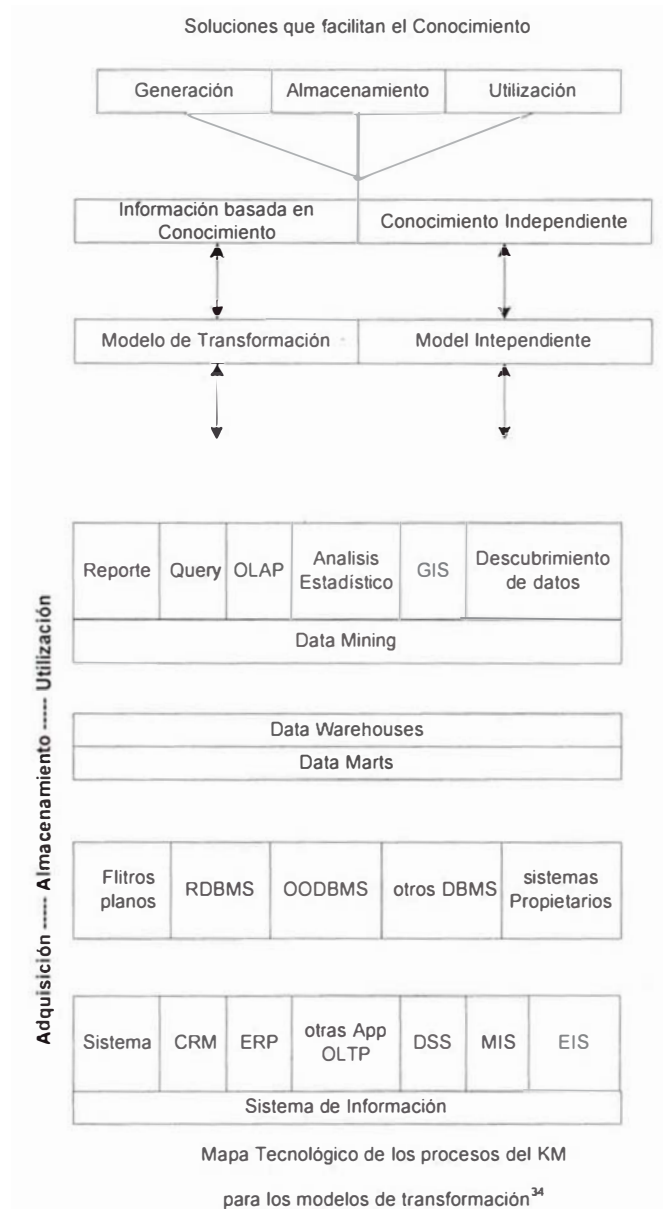 Soluciones que facilitan el Conocimiento
Generación Almacenamiento Utilización
Información basada en
Conocimiento
Conocimiento Independiente
Modelo de Transformación Model Intependiente
Adquisición ----- Almacenamiento ----- Utilización
Reporte Query OLAP
Analisis
Estadístico
GIS
Descubrimiento
de datos
Data Mining
Data Warehouses
Data Marts
Flitros
planos
RDBMS OODBMS otros DBMS
sistemas
Propietarios
Sistema CRM ERP
otras App
OLTP
DSS MIS EIS
Sistema de Información
Mapa Tecnológico de los procesos del KM
para los modelos de transformación³⁴